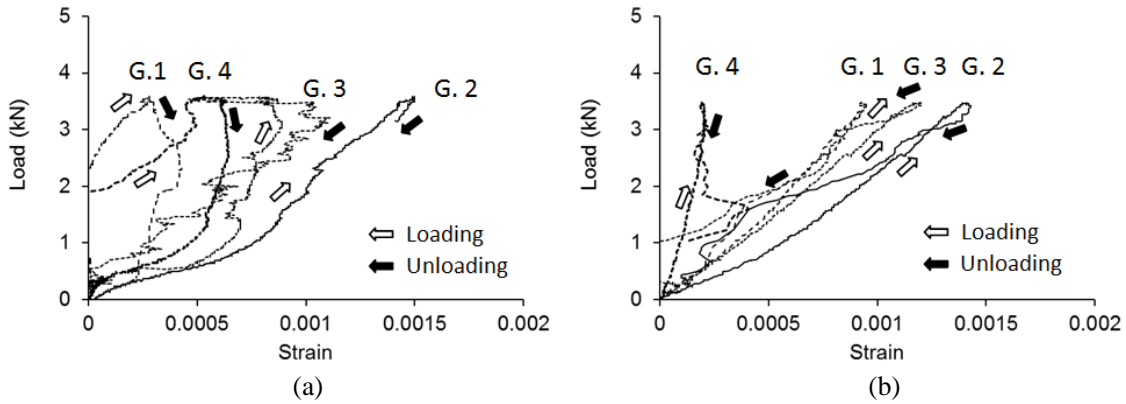 5
4
3
2
1
0
Load (kN)
G.1
G. 4
G. 3
G. 2
Loading
Unloading
0
0.0005
0.001
0.0015
0.002
Strain
(a)
5
4
3
2
1
0
Load (kN)
G. 4
G. 1
G. 3
G. 2
Loading
Unloading
0
0.0005
0.001
0.0015
0.002
Strain
(b)